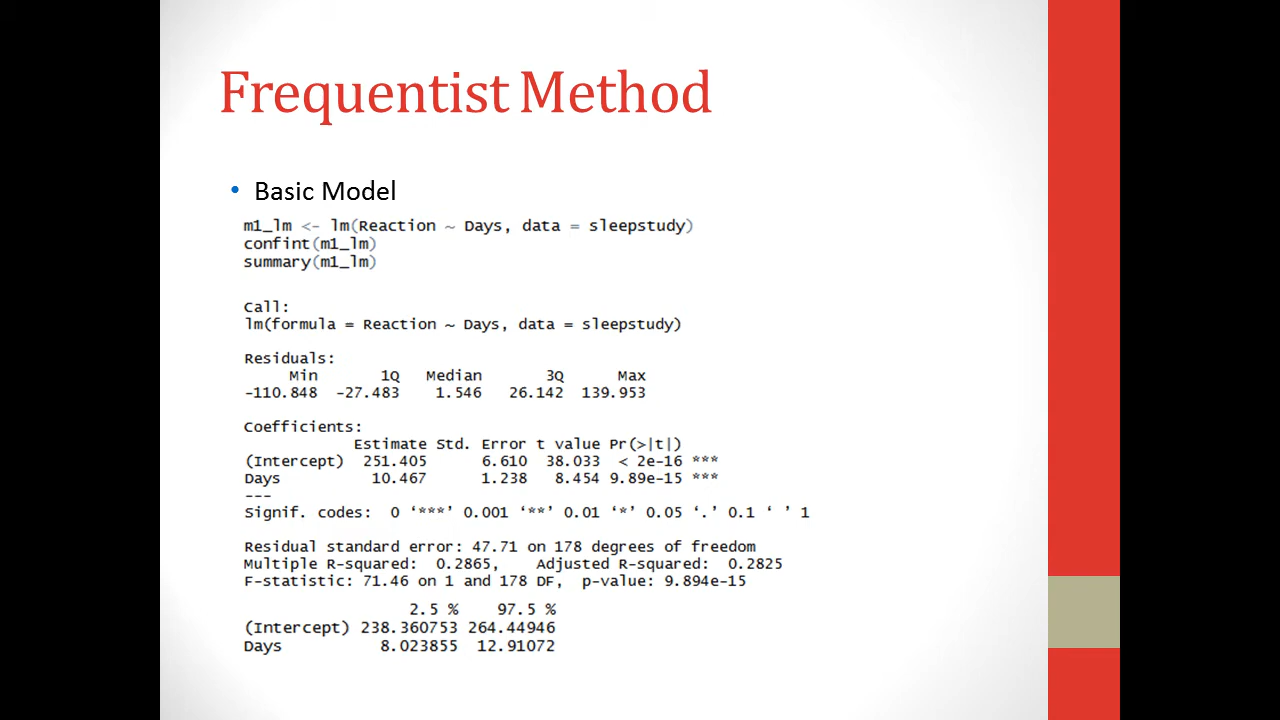 Frequentist Method
• Basic Model
m1_lm <- lm(Reaction ~ Days, data = sleepstudy)
confint(m1_lm)
summary(m1_lm)
Call:
lm(formula = Reaction ~ Days, data = sleepstudy)
Residuals:
Min 1Q Median 3Q Max
-110.848 -27.483 1.546 26.142 139.953
Coefficients:
Estimate Std. Error t value Pr(>|t|)
(Intercept) 251.405 6.610 38.033 < 2e-16 ***
Days 10.467 1.238 8.454 9.89e-15 ***
---
Signif. codes: 0 ‘***’ 0.001 ‘**’ 0.01 ‘*’ 0.05 ‘.’ 0.1 ‘ ’ 1
Residual standard error: 47.71 on 178 degrees of freedom
Multiple R-squared: 0.2865, Adjusted R-squared: 0.2825
F-statistic: 71.46 on 1 and 178 DF, p-value: 9.894e-15
2.5 % 97.5 %
(Intercept) 238.360753 264.44946
Days 8.023855 12.91072